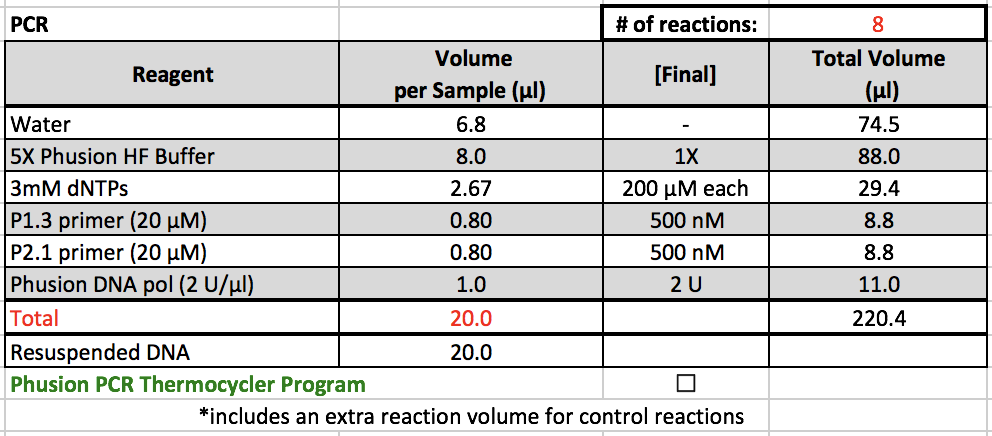 PCR # of reactions: 8
Reagent Volume per Sample (µl) [Final] Total Volume (µl)
Water 6.8 - 74.5
5X Phusion HF Buffer 8.0 1X 88.0
3mM dNTPs 2.67 200 µM each 29.4
P1.3 primer (20 µM) 0.80 500 nM 8.8
P2.1 primer (20 µM) 0.80 500 nM 8.8
Phusion DNA pol (2 U/µl) 1.0 2 U 11.0
Total 20.0 220.4
Resuspended DNA 20.0
Phusion PCR Thermocycler Program ☐
*includes an extra reaction volume for control reactions